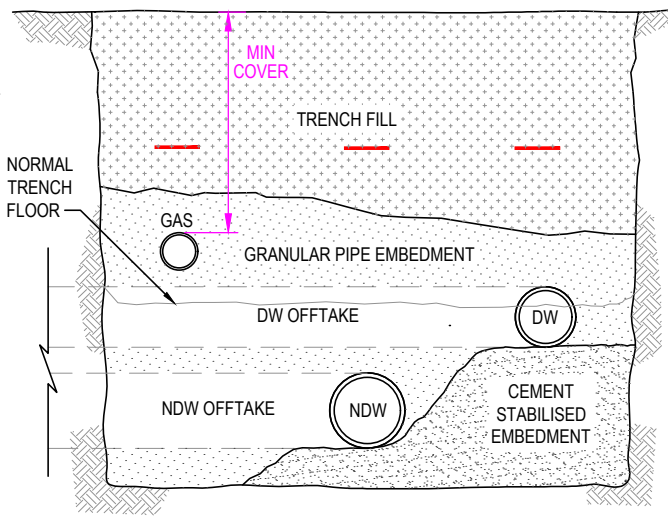 MIN
COVER
TRENCH FILL
NORMAL
TRENCH
FLOOR
GAS
GRANULAR PIPE EMBEDMENT
DW OFFTAKE
DW
NDW OFFTAKE
NDW
CEMENT
STABILISED
EMBEDMENT